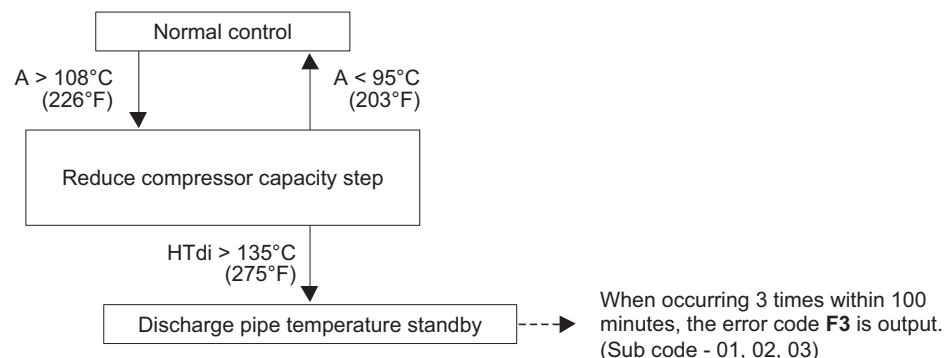 Normal control
A > 108°C
(226°F)
A < 95°C
(203°F)
Reduce compressor capacity step
HTdi > 135°C
(275°F)
Discharge pipe temperature standby
When occurring 3 times within 100
minutes, the error code F3 is output.
(Sub code - 01, 02, 03)